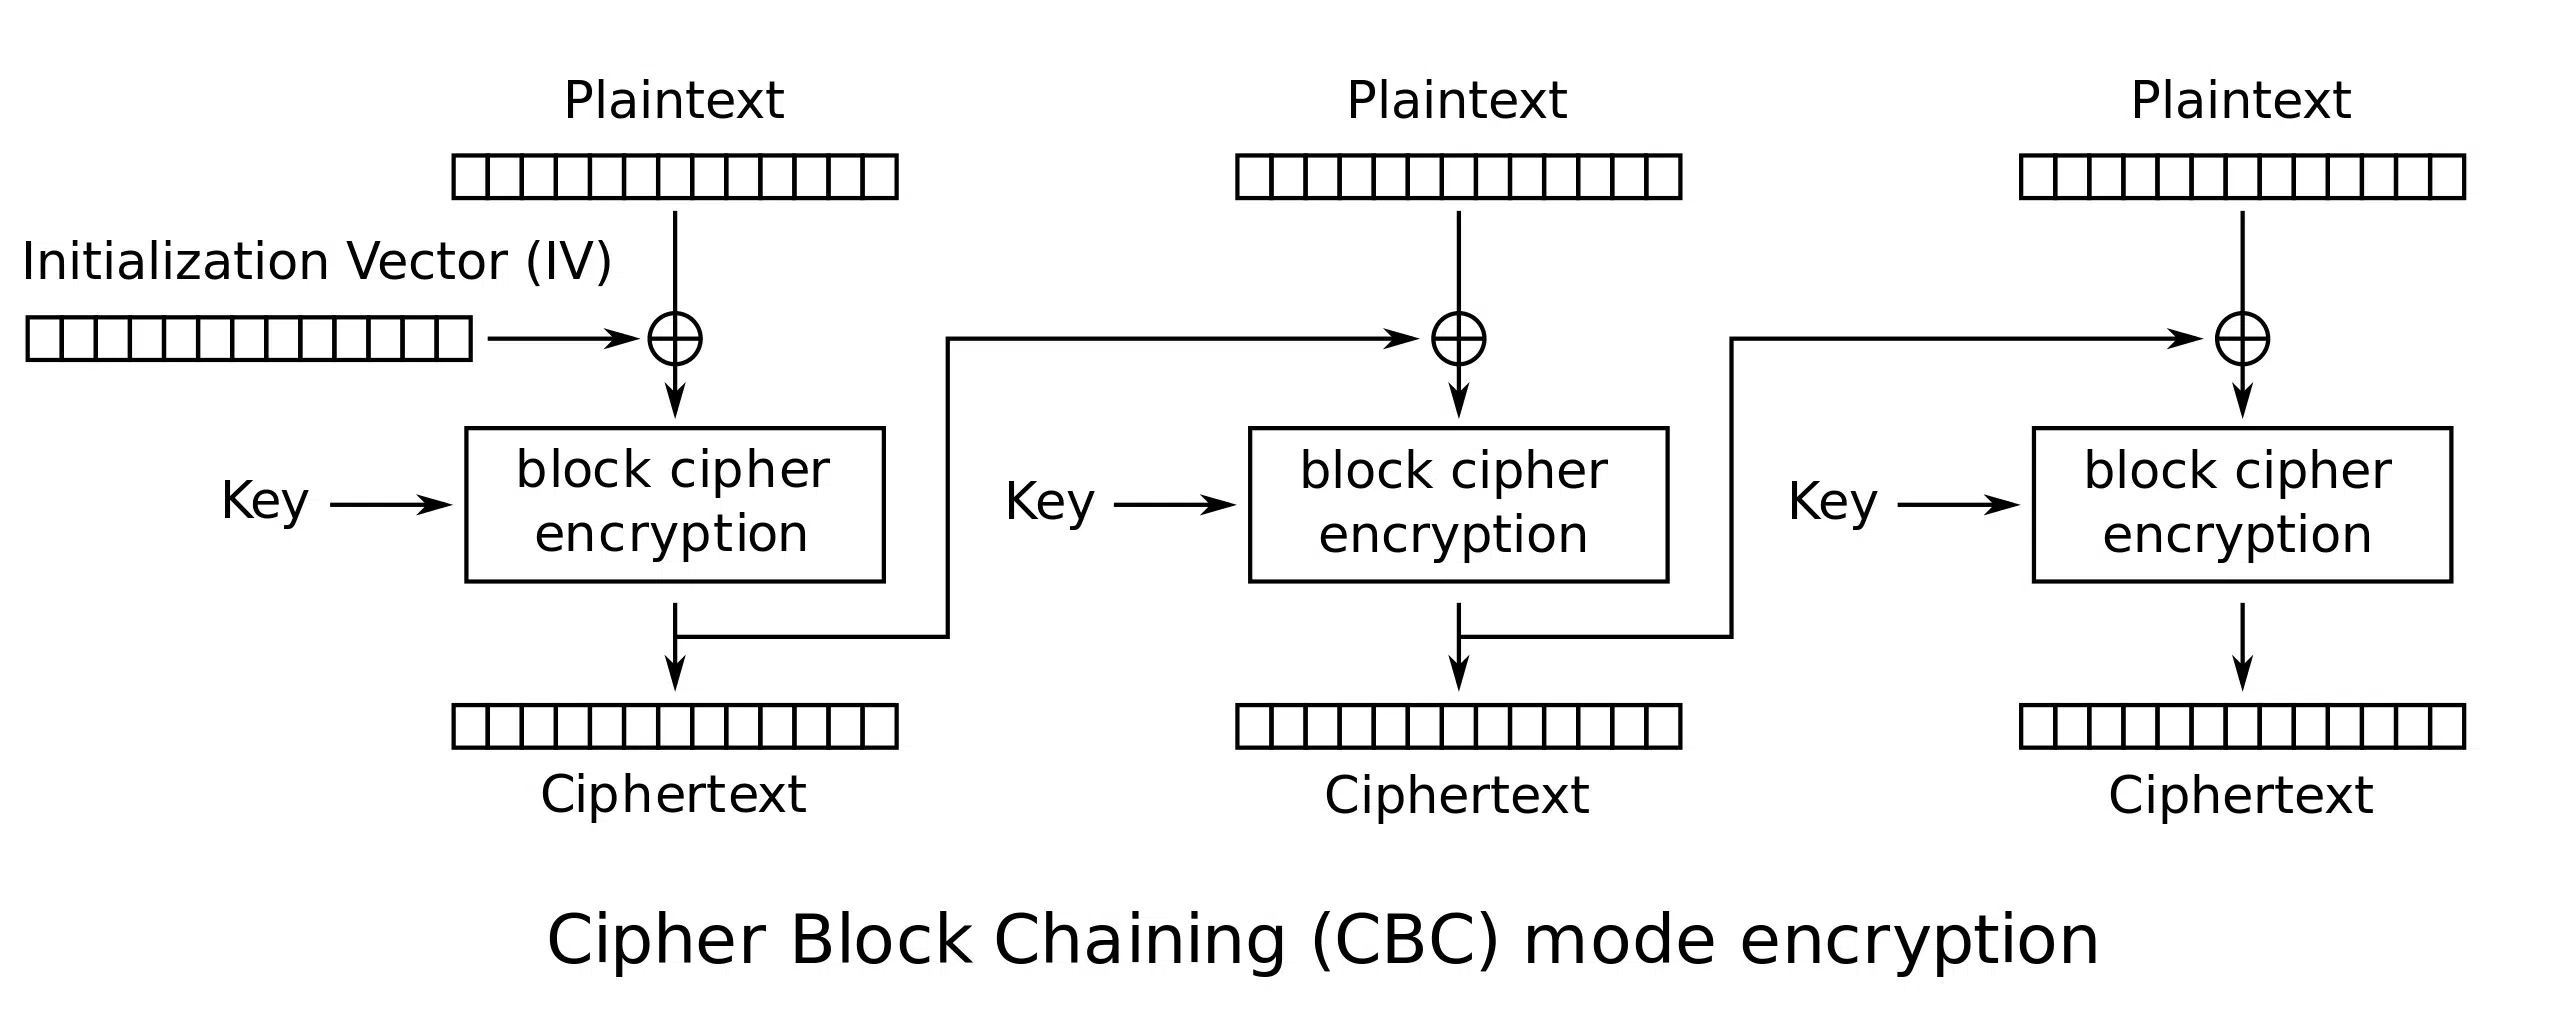 Plaintext
Plaintext
Plaintext
Initialization Vector (IV)
Key
block cipher
encryption
Key
block cipher
encryption
Key
block cipher
encryption
Ciphertext
Ciphertext
Ciphertext
Cipher Block Chaining (CBC) mode encryption